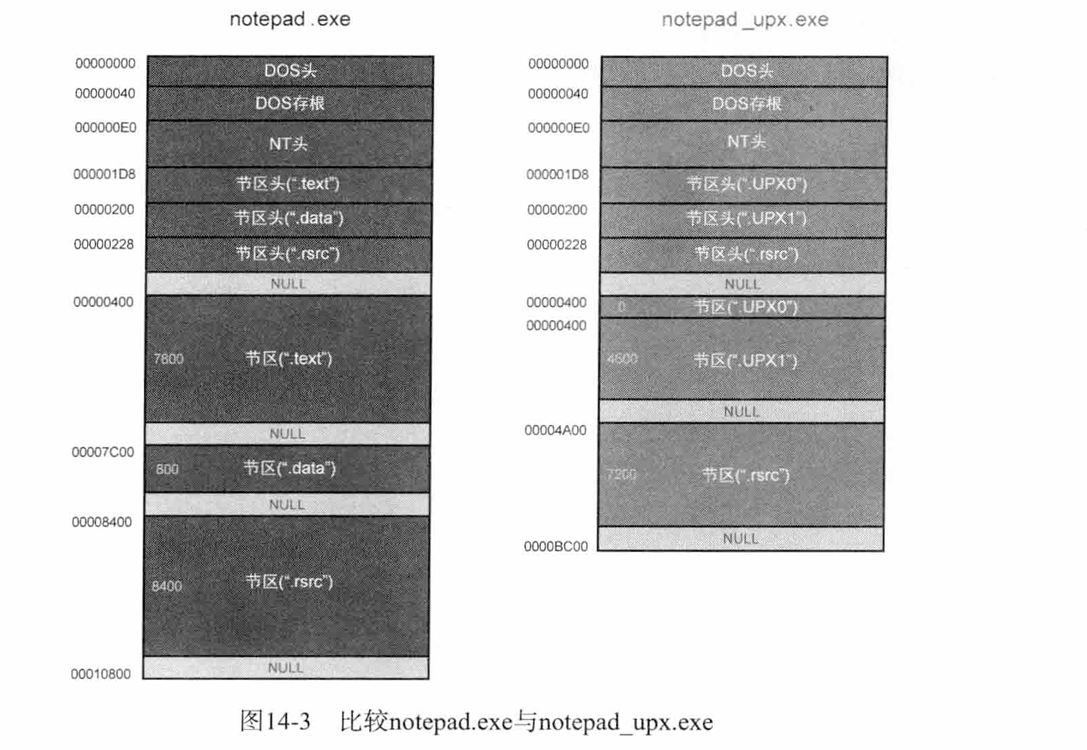 notepad.exe
00000000
DOS头
00000040
DOS存根
000000E0
NT头
000001D8
节区头(“.text”)
00000200
节区头(“.data”)
00000228
节区头(“.rsrc”)
NULL
00000400
7800
节区(“.text”)
NULL
00007C00
800
节区(“.data”)
NULL
00008400
8400
节区(“.rsrc”)
NULL
00010800
notepad_upx.exe
00000000
DOS头
00000040
DOS存根
000000E0
NT头
000001D8
节区头(“.UPX0”)
00000200
节区头(“.UPX1”)
00000228
节区头(“.rsrc”)
NULL
00000400
0
节区(“.UPX0”)
00000400
4600
节区(“.UPX1”)
NULL
00004A00
7200
节区(“.rsrc”)
NULL
0000BC00
图14-3 比较notepad.exe与notepad_upx.exe